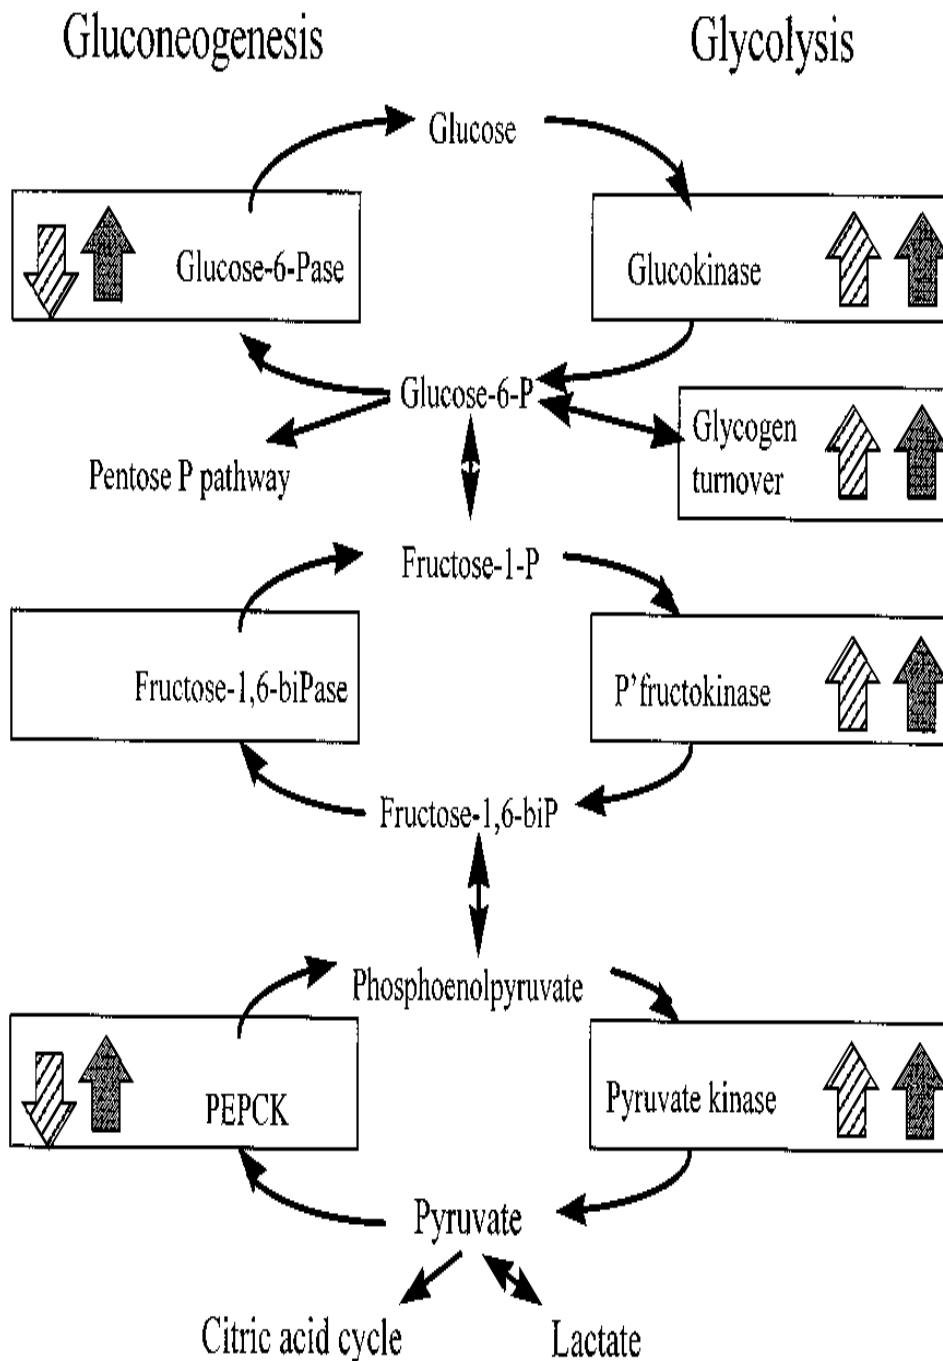 Gluconeogenesis
Glycolysis
Glucose
Glucose-6-Pase
Glucokinase
Glucose-6-P
Glycogen
turnover
Pentose P pathway
Fructose-1-P
Fructose-1,6-biPase
P'fructokinase
Fructose-1,6-biP
Phosphoenolpyruvate
PEPCK
Pyruvate kinase
Pyruvate
Citric acid cycle
Lactate